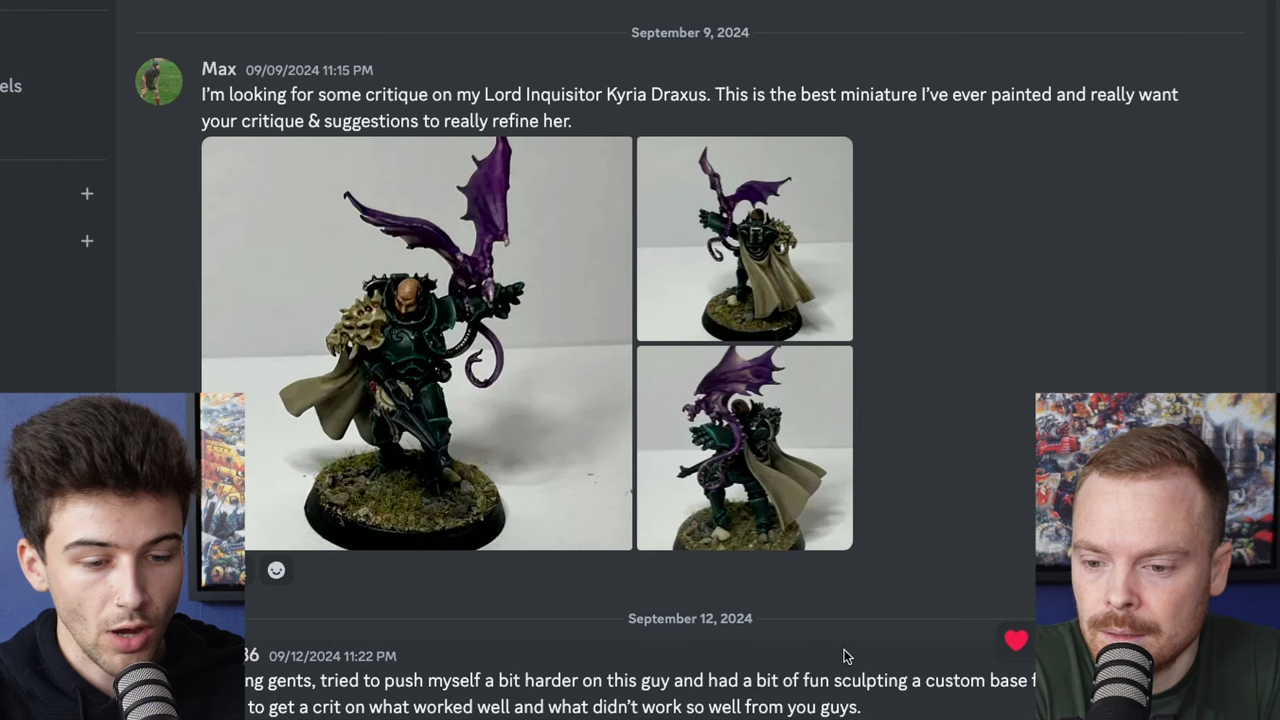 September 9, 2024
els
Max 09/09/2024 11:15 PM
I'm looking for some critique on my Lord Inquisitor Kyria Draxus. This is the best miniature I've ever painted and really want
your critique & suggestions to really refine her.
+
+
September 12, 2024
36 09/12/2024 11:22 PM
ng gents, tried to push myself a bit harder on this guy and had a bit of fun sculpting a custom base f
to get a crit on what worked well and what didn't work so well from you guys.